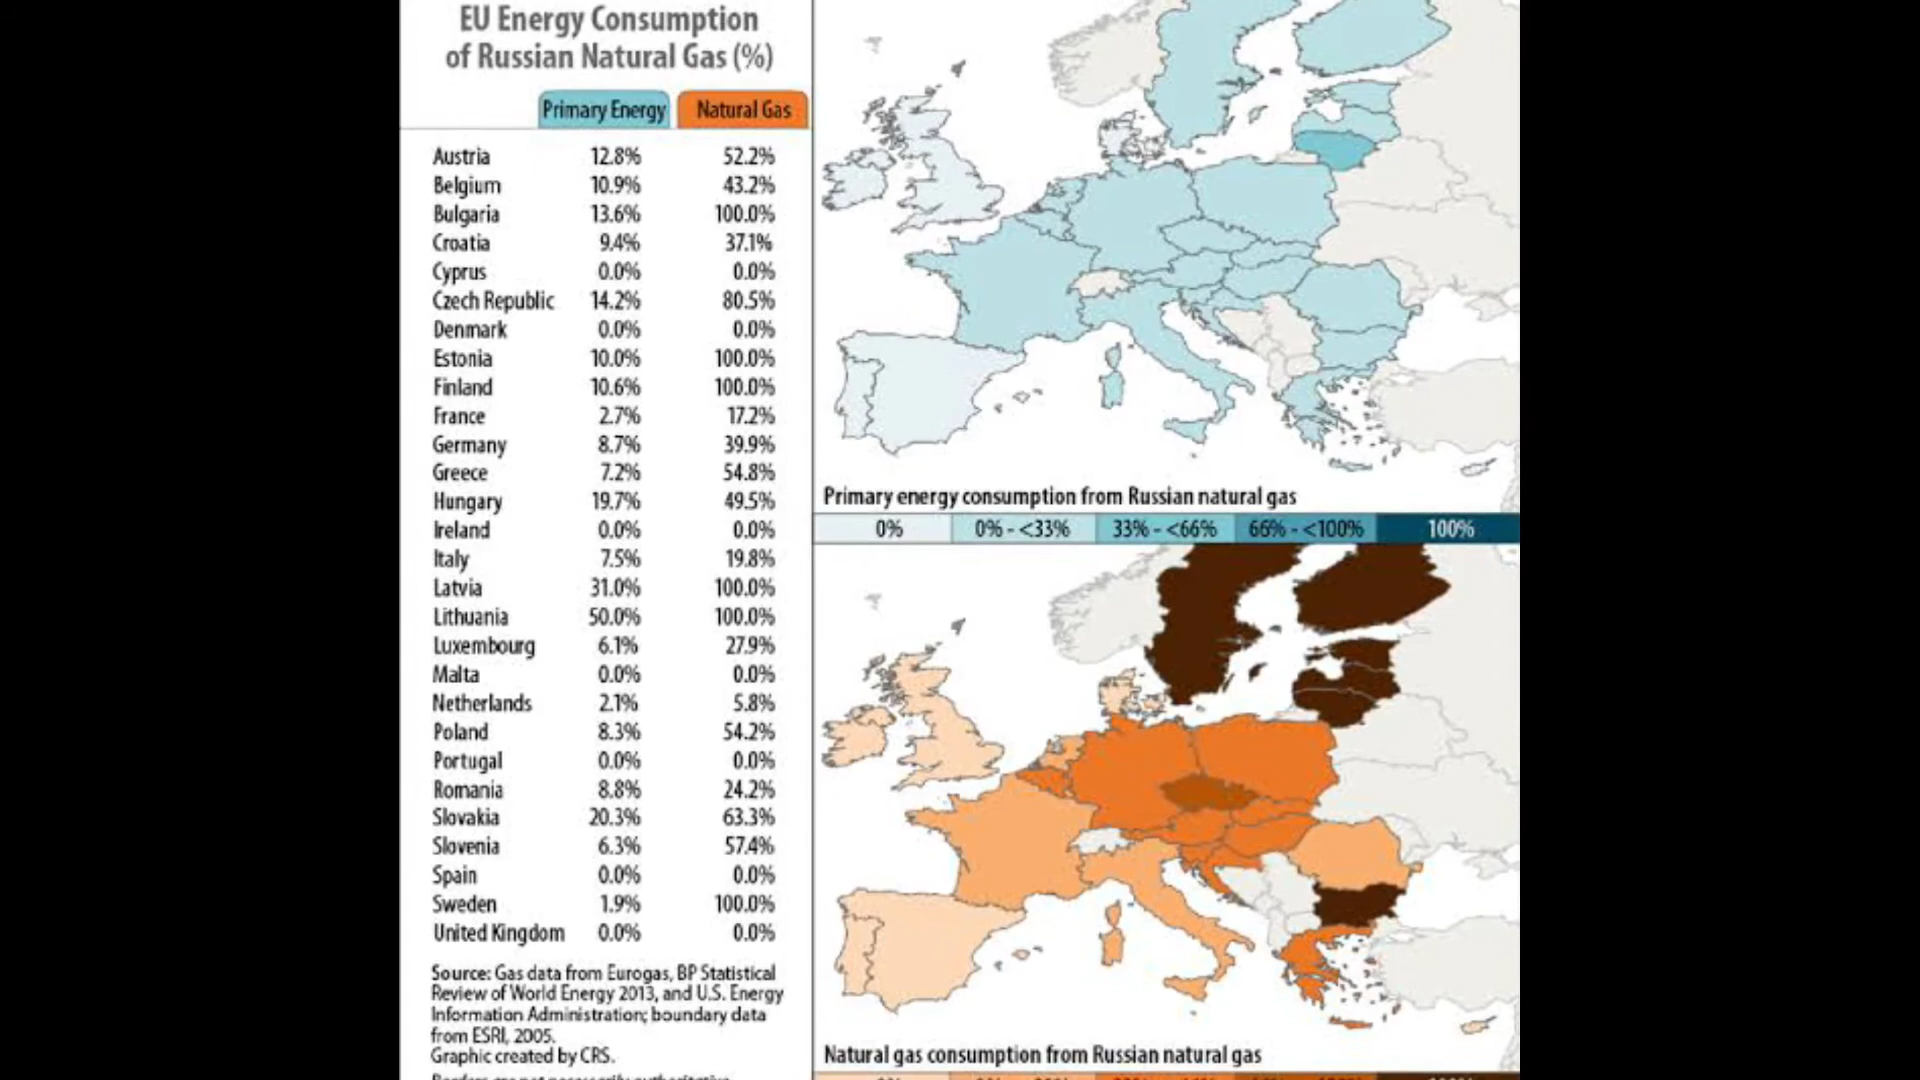 EU Energy Consumption
of Russian Natural Gas (%)
Primary Energy Natural Gas
Austria 12.8% 52.2%
Belgium 10.9% 43.2%
Bulgaria 13.6% 100.0%
Croatia 9.4% 37.1%
Cyprus 0.0% 0.0%
Czech Republic 14.2% 80.5%
Denmark 0.0% 0.0%
Estonia 10.0% 100.0%
Finland 10.6% 100.0%
France 2.7% 17.2%
Germany 8.7% 39.9%
Greece 7.2% 54.8%
Hungary 19.7% 49.5%
Ireland 0.0% 0.0%
Italy 7.5% 19.8%
Latvia 31.0% 100.0%
Lithuania 50.0% 100.0%
Luxembourg 6.1% 27.9%
Malta 0.0% 0.0%
Netherlands 2.1% 5.8%
Poland 8.3% 54.2%
Portugal 0.0% 0.0%
Romania 8.8% 24.2%
Slovakia 20.3% 63.3%
Slovenia 6.3% 57.4%
Spain 0.0% 0.0%
Sweden 1.9% 100.0%
United Kingdom 0.0% 0.0%
Source: Gas data from Eurogas, BP Statistical
Review of World Energy 2013, and U.S. Energy
Information Administration; boundary data
from ESRI, 2005.
Graphic created by CRS.
Borders are not necessarily authoritative.
Primary energy consumption from Russian natural gas
0% 0% - <33% 33% - <66% 66% - <100% 100%
Natural gas consumption from Russian natural gas